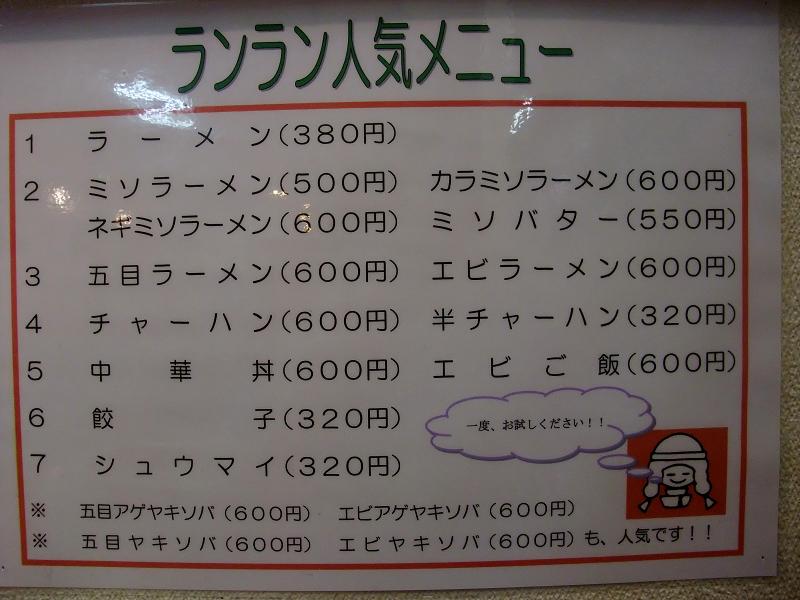 ランラン人気メニュー
1 ラーメン(380円)
2 ミソラーメン(500円) カラミソラーメン(600円)
ネギミソラーメン(600円) ミソバター(550円)
3 五目ラーメン(600円) エビラーメン(600円)
4 チャーハン(600円) 半チャーハン(320円)
5 中華丼(600円) エビご飯(600円)
6 餃子(320円)
一度、お試しください!!
7 シュウマイ(320円)
※ 五目アゲヤキソバ(600円) エビアゲヤキソバ(600円)
※ 五目ヤキソバ(600円) エビヤキソバ(600円)も、人気です!!